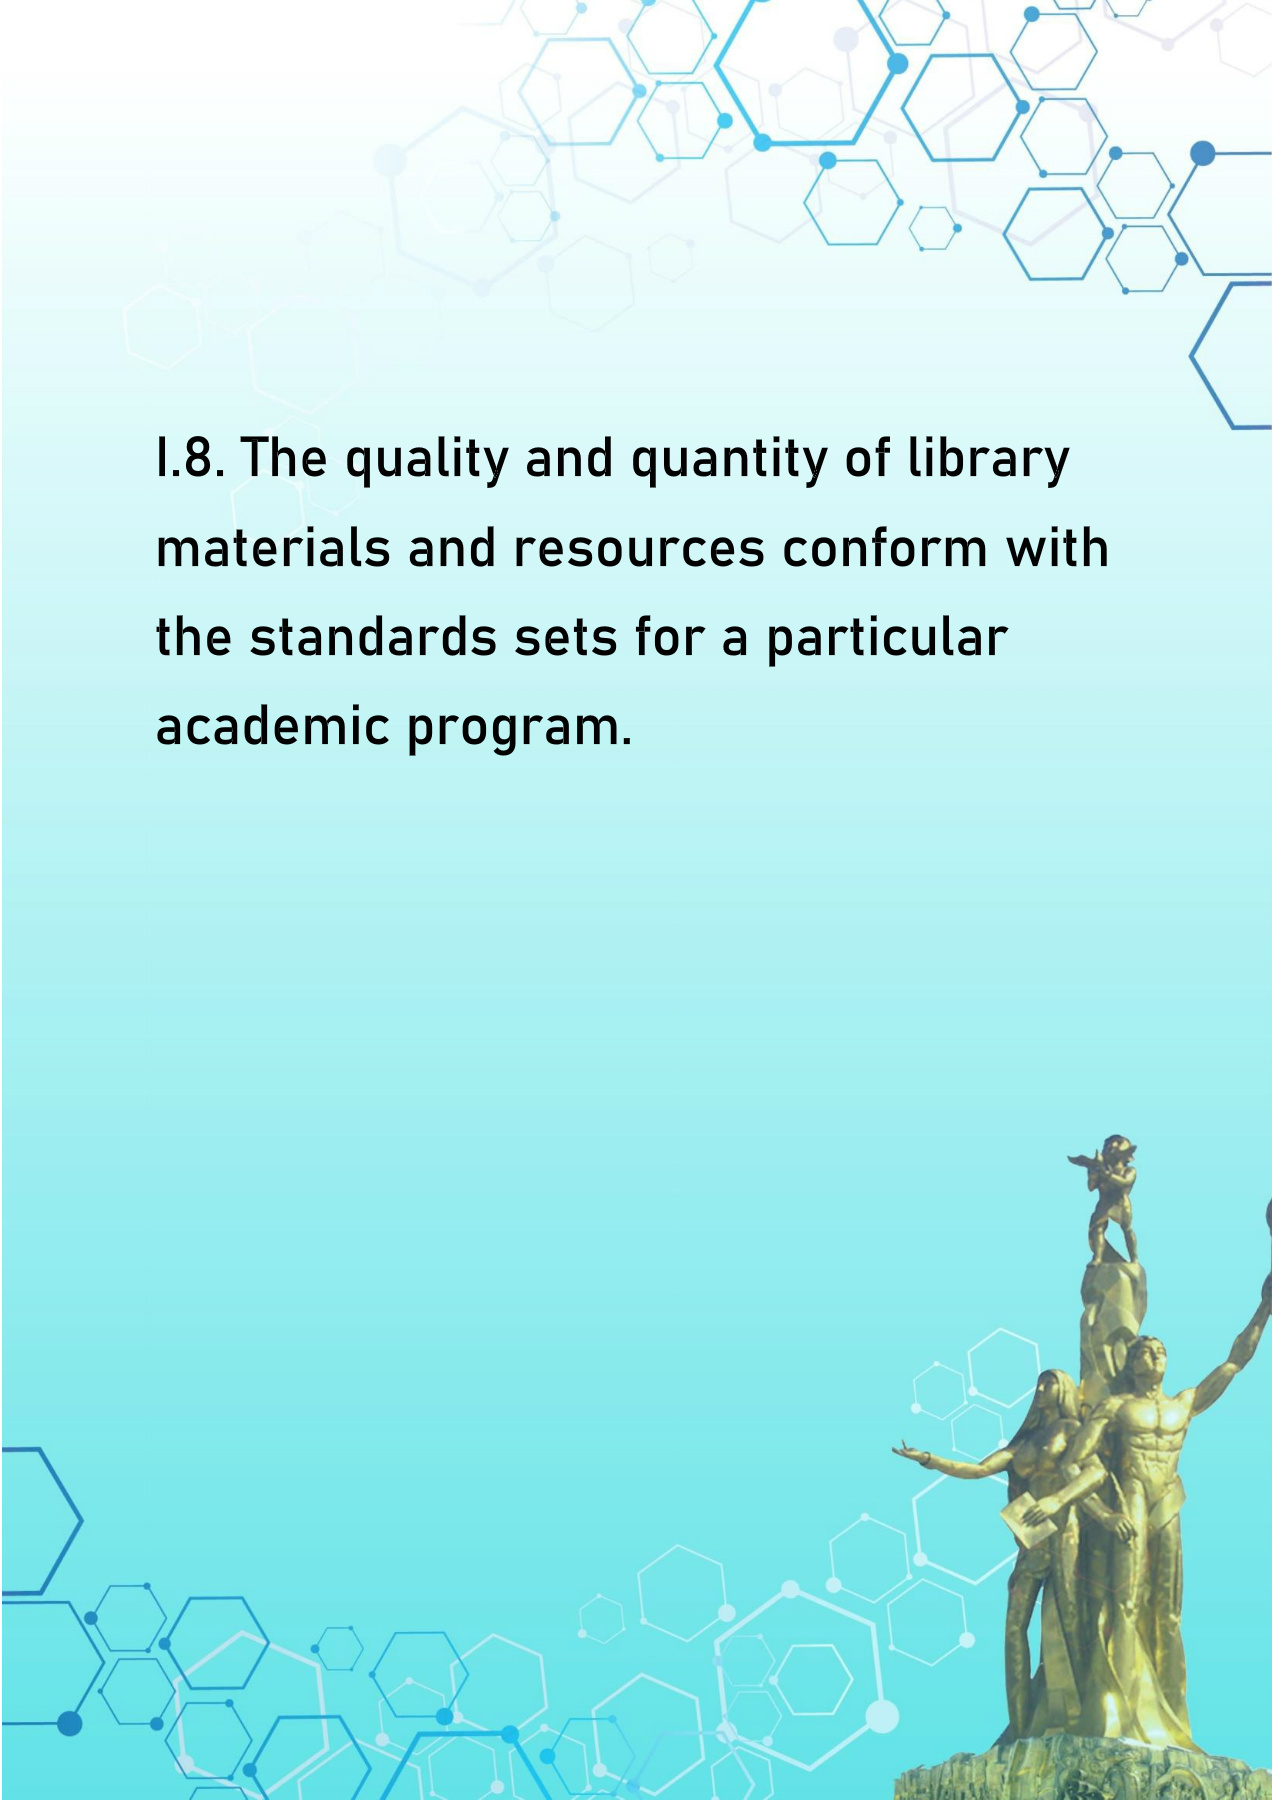 I.8. The quality and quantity of library
materials and resources conform with
the standards sets for a particular
academic program.